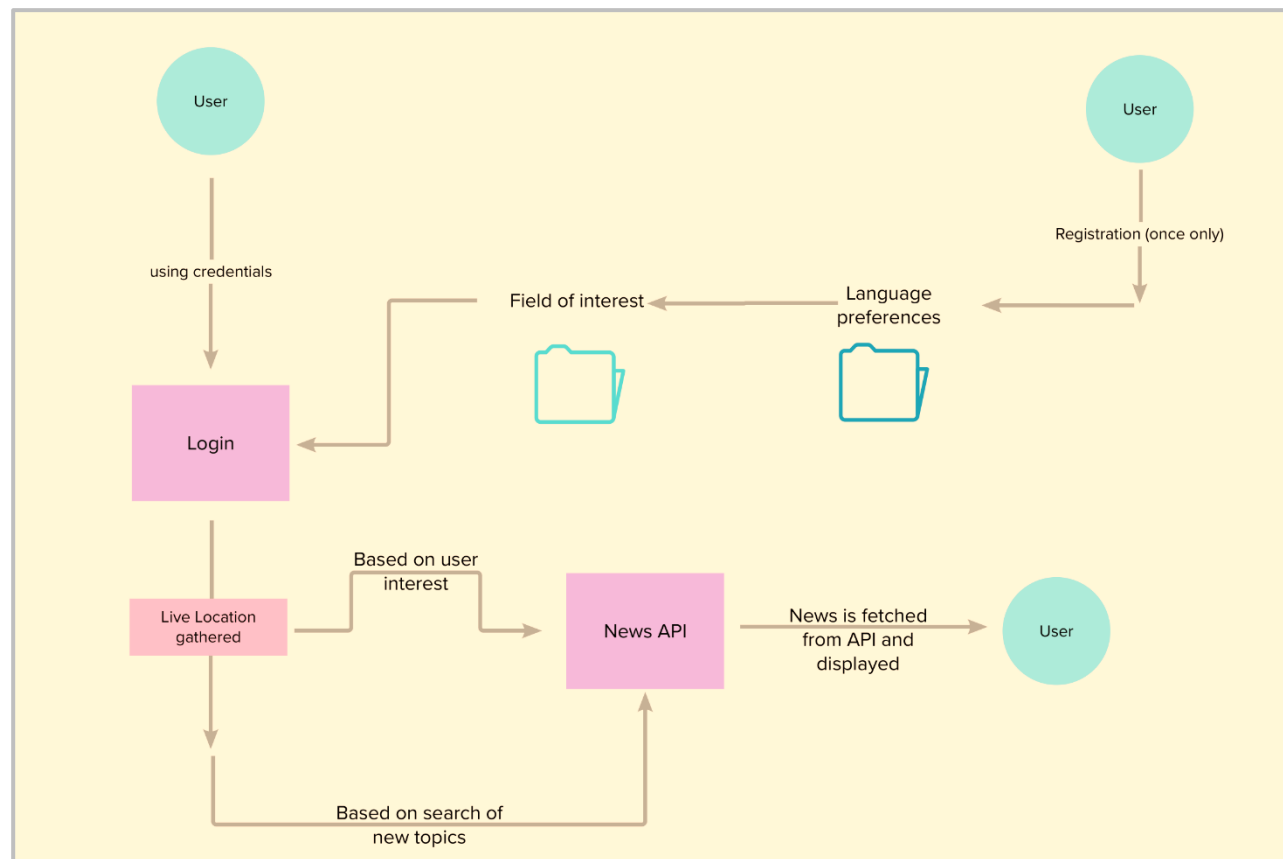 User
User
Registration (once only)
using credentials
Field of interest
Language
preferences
Login
Based on user
interest
Live Location
gathered
News API
News is fetched
from API and
displayed
User
Based on search of
new topics